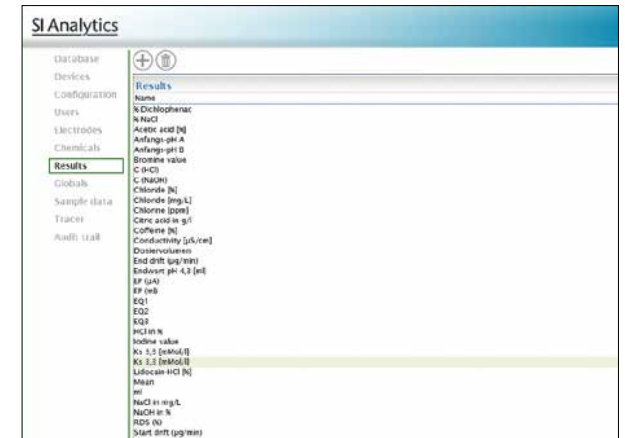 SI Analytics
Database
Devices
Configuration
Users
Electrodes
Chemicals
Results
Globals
Sample data
Tracer
Audit trail
Results
Name
% Dichlophenac
% NaCl
Acetic acid [%]
Anfangs-pH A
Anfangs-pH B
Bromine value
C (HCl)
C (NaOH)
Chloride [%]
Chloride [mg/L]
Chlorine [ppm]
Citric acid in g/l
Coffeine [%]
Conductivity [µS/cm]
Dosiervolumen
End drift (µg/min)
Endwert pH 4,3 [ml]
EP (µA)
EP (ml)
EQ1
EQ2
EQ3
HCl in %
Iodine value
Ks 3,3 [mMol/l]
Ks 3,3 [mMol/l]
Lidocain-HCl [%]
Mean
ml
NaCl in mg/L
NaOH in %
RDS (%)
Start drift (µg/min)